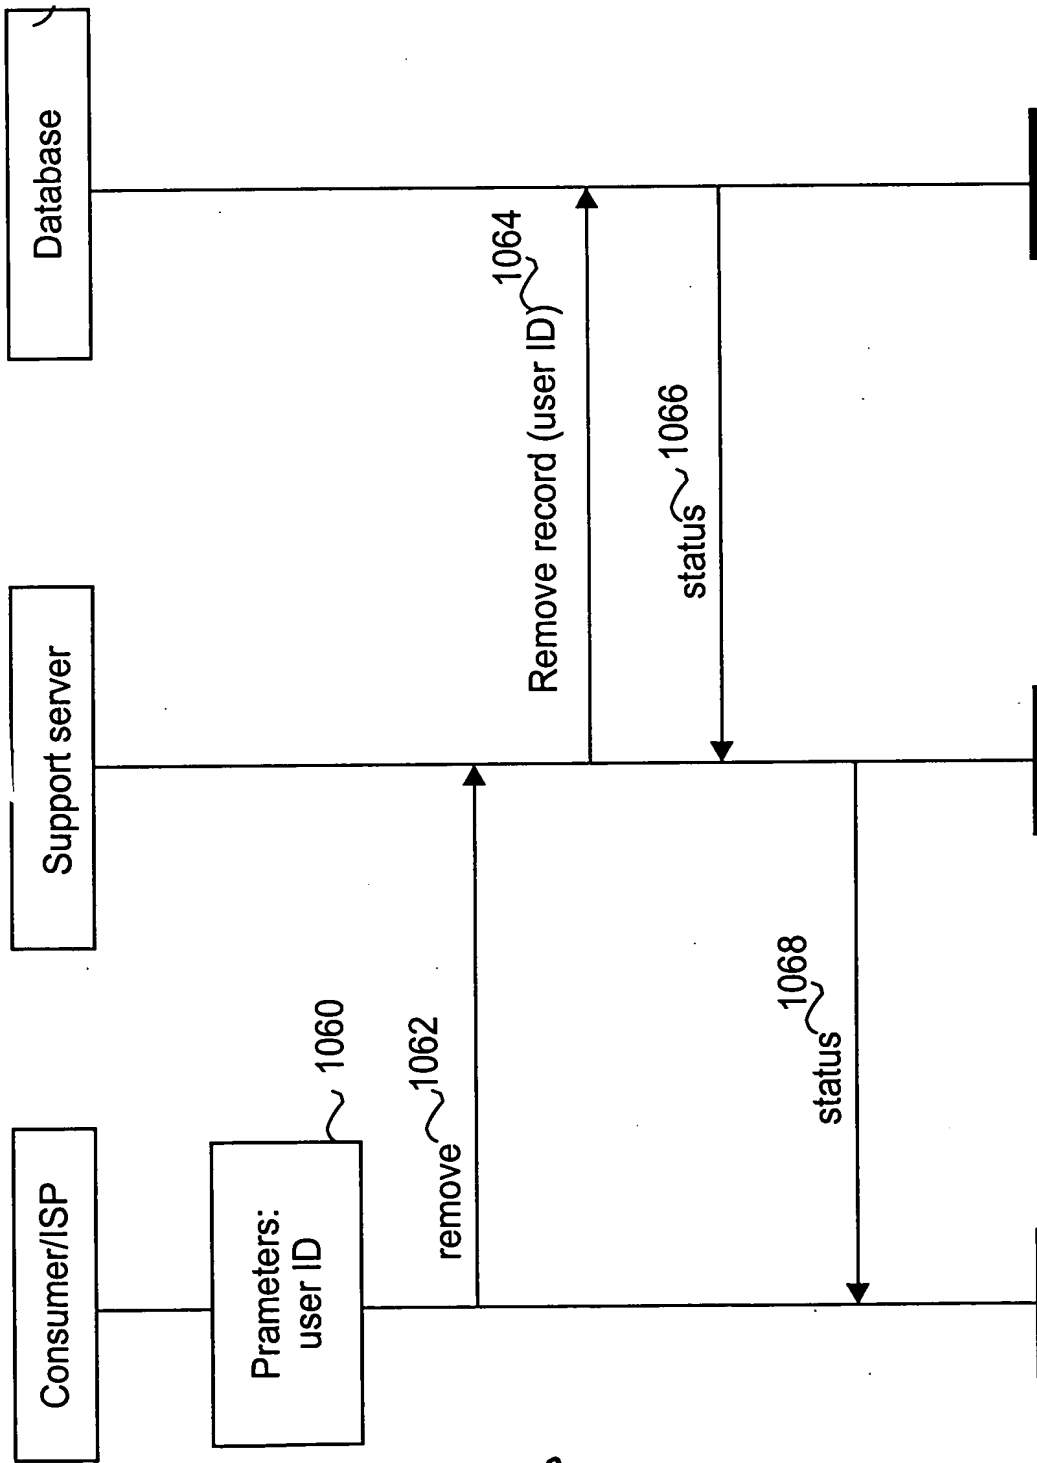 Consumer/ISP
Support server
Database
Prameters:
user ID
1060
remove 1062
Remove record (user ID) 1064
status 1066
status 1068